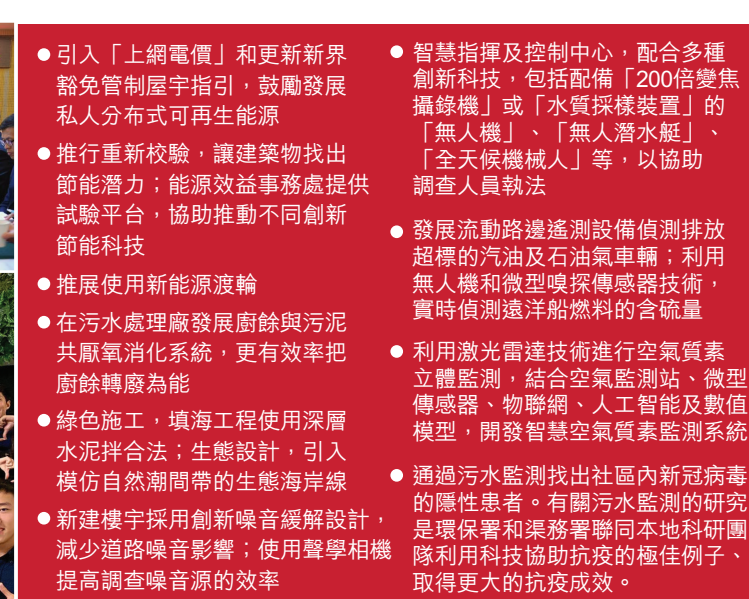 ● 引入「上網電價」和更新新界
豁免管制屋宇指引，鼓勵發展
私人分布式可再生能源
● 推行重新校驗，讓建築物找出
節能潛力；能源效益事務處提供
試驗平台，協助推動不同創新
節能科技
● 推展使用新能源渡輪
● 在污水處理廠發展廚餘與污泥
共厭氧消化系統，更有效率把
廚餘轉廢為能
● 綠色施工，填海工程使用深層
水泥拌合法；生態設計，引入
模仿自然潮間帶的生態海岸線
● 新建樓宇採用創新噪音緩解設計，
減少道路噪音影響；使用聲學相機
提高調查噪音源的效率
● 智慧指揮及控制中心，配合多種
創新科技，包括配備「200倍變焦
攝錄機」或「水質採樣裝置」的
「無人機」、「無人潛水艇」、
「全天候機械人」等，以協助
調查人員執法
● 發展流動路邊遙測設備偵測排放
超標的汽油及石油氣車輛；利用
無人機和微型嗅探傳感器技術，
實時偵測遠洋船燃料的含硫量
● 利用激光雷達技術進行空氣質素
立體監測，結合空氣監測站、微型
傳感器、物聯網、人工智能及數值
模型，開發智慧空氣質素監測系統
● 通過污水監測找出社區內新冠病毒
的隱性患者。有關污水監測的研究
是環保署和渠務署聯同本地科研團
隊利用科技協助抗疫的極佳例子、
取得更大的抗疫成效。